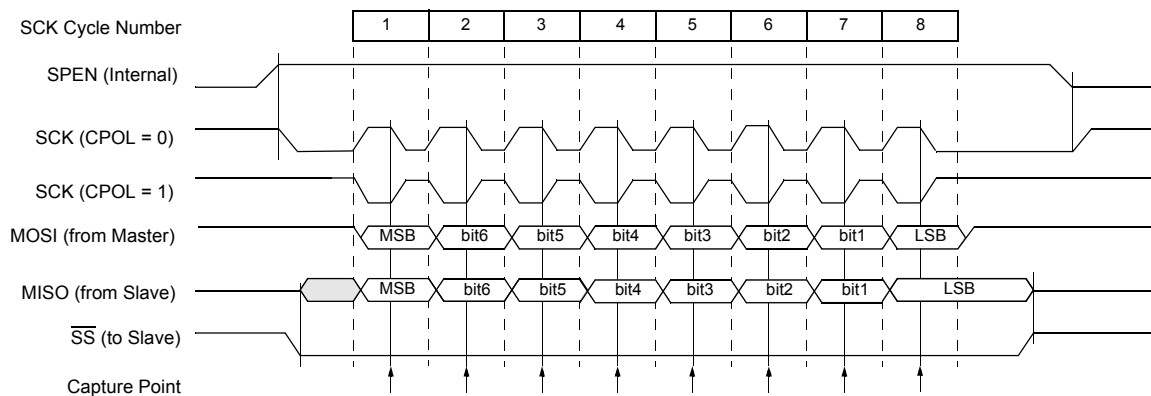 SCK Cycle Number 1 2 3 4 5 6 7 8
SPEN (Internal)
SCK (CPOL = 0)
SCK (CPOL = 1)
MOSI (from Master) MSB bit6 bit5 bit4 bit3 bit2 bit1 LSB
MISO (from Slave) MSB bit6 bit5 bit4 bit3 bit2 bit1 LSB
SS (to Slave)
Capture Point